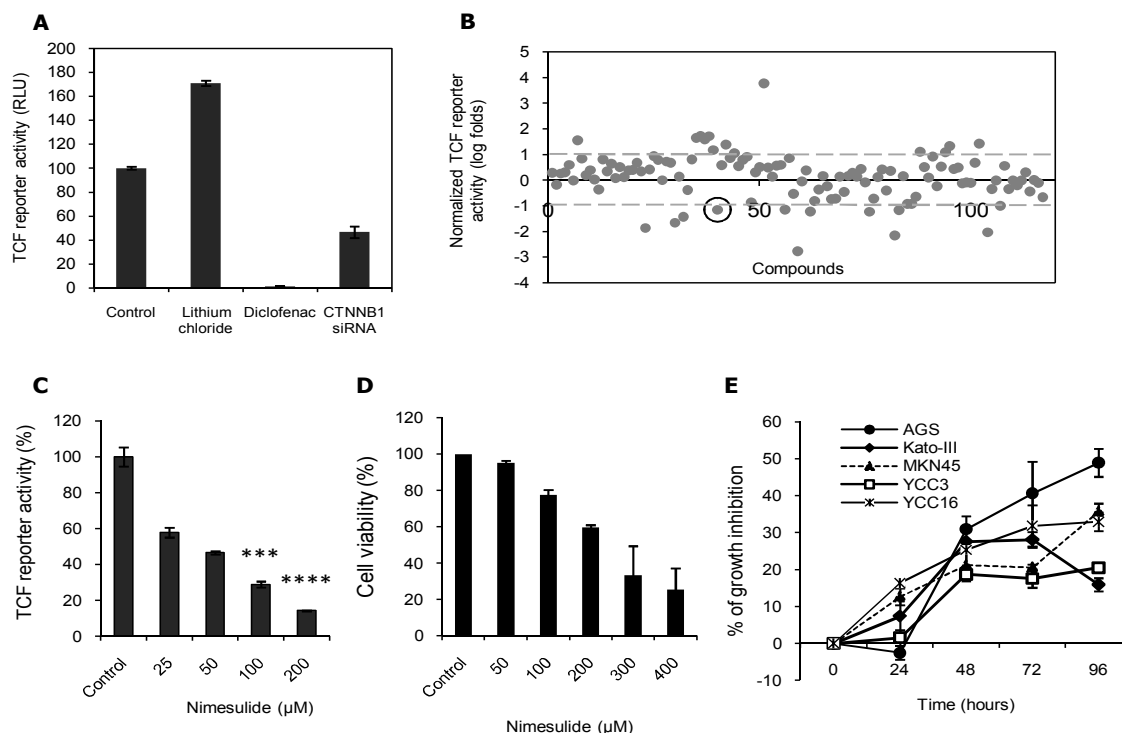 A
TCF reporter activity (RLU)
200
180
160
140
120
100
80
60
40
20
0
Control
Lithium
chloride
Diclofenac
CTNNB1
siRNA
B
Normalized TCF reporter
activity (log folds)
5
4
3
2
1
0
-1
-2
-3
-4
0
50
100
Compounds
C
TCF reporter activity (%)
120
100
80
60
40
20
0
***
****
Control
25
50
100
200
Nimesulide (µM)
D
Cell viability (%)
120
100
80
60
40
20
0
Control
50
100
200
300
400
Nimesulide (µM)
E
% of growth inhibition
60
50
40
30
20
10
0
-10
AGS
Kato-III
MKN45
YCC3
YCC16
0
24
48
72
96
Time (hours)